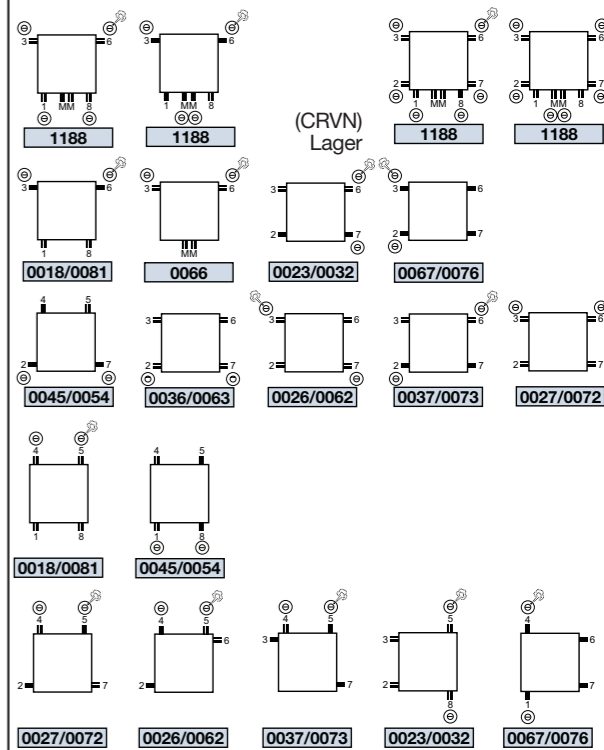 3 6 3 6 3 6 3 6
(CRVN)
Lager
2 7 2 7
1 MM 8 1 MM 8 1 MM 8 1 MM 8
1188 1188 1188 1188
3 6 3 6 3 6 3 6
2 7 2 7
1 8 MM
0018/0081 0066 0023/0032 0067/0076
4 5 3 6 3 6 3 6 3 6
2 7 2 7 2 7 2 7 2 7
0045/0054 0036/0063 0026/0062 0037/0073 0027/0072
4 5 4 5
1 8 1 8
0018/0081 0045/0054
4 5 4 5 4 5 5 4
6 3 3 6
2 7 2 7 2 7
8 1
0027/0072 0026/0062 0037/0073 0023/0032 0067/0076